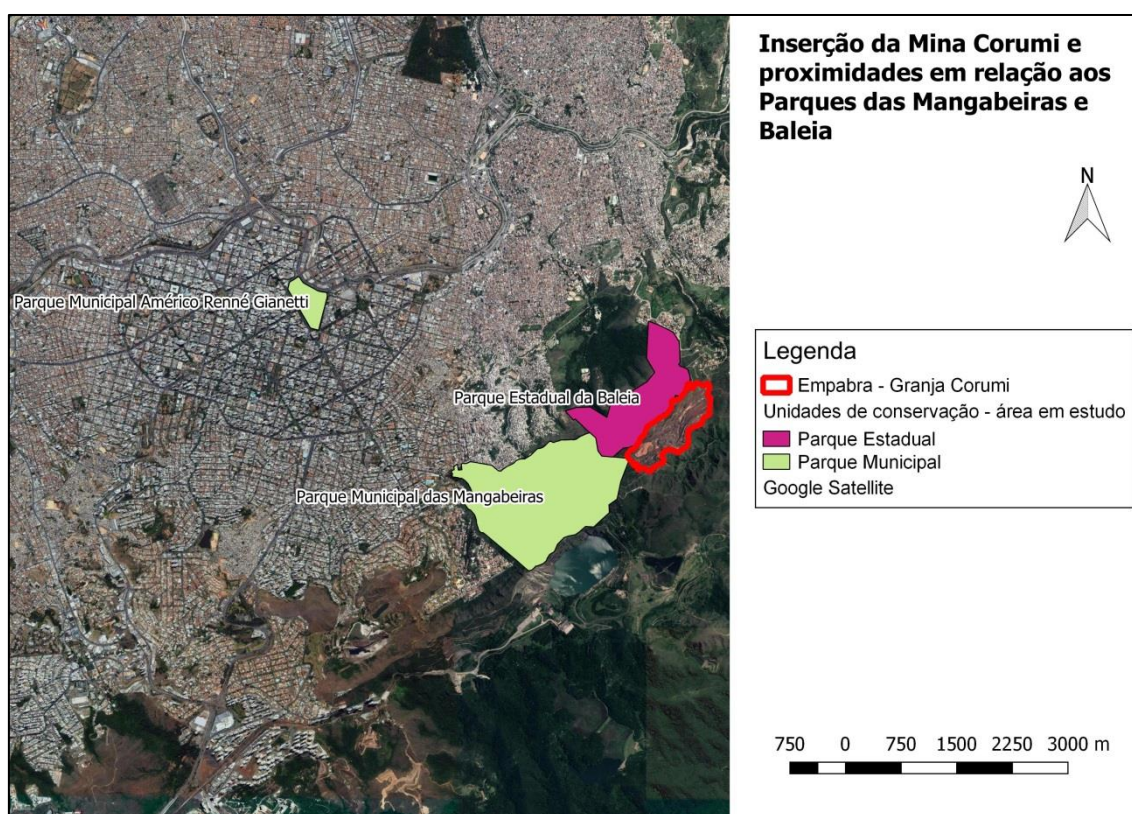 Inserção da Mina Corumi e
proximidades em relação aos
Parques das Mangabeiras e
Baleia
N
Parque Municipal Américo Renné Gianetti
Parque Estadual da Baleia
Parque Municipal das Mangabeiras
Legenda
Empabra - Granja Corumi
Unidades de conservação - área em estudo
Parque Estadual
Parque Municipal
Google Satellite
750 0 750 1500 2250 3000 m